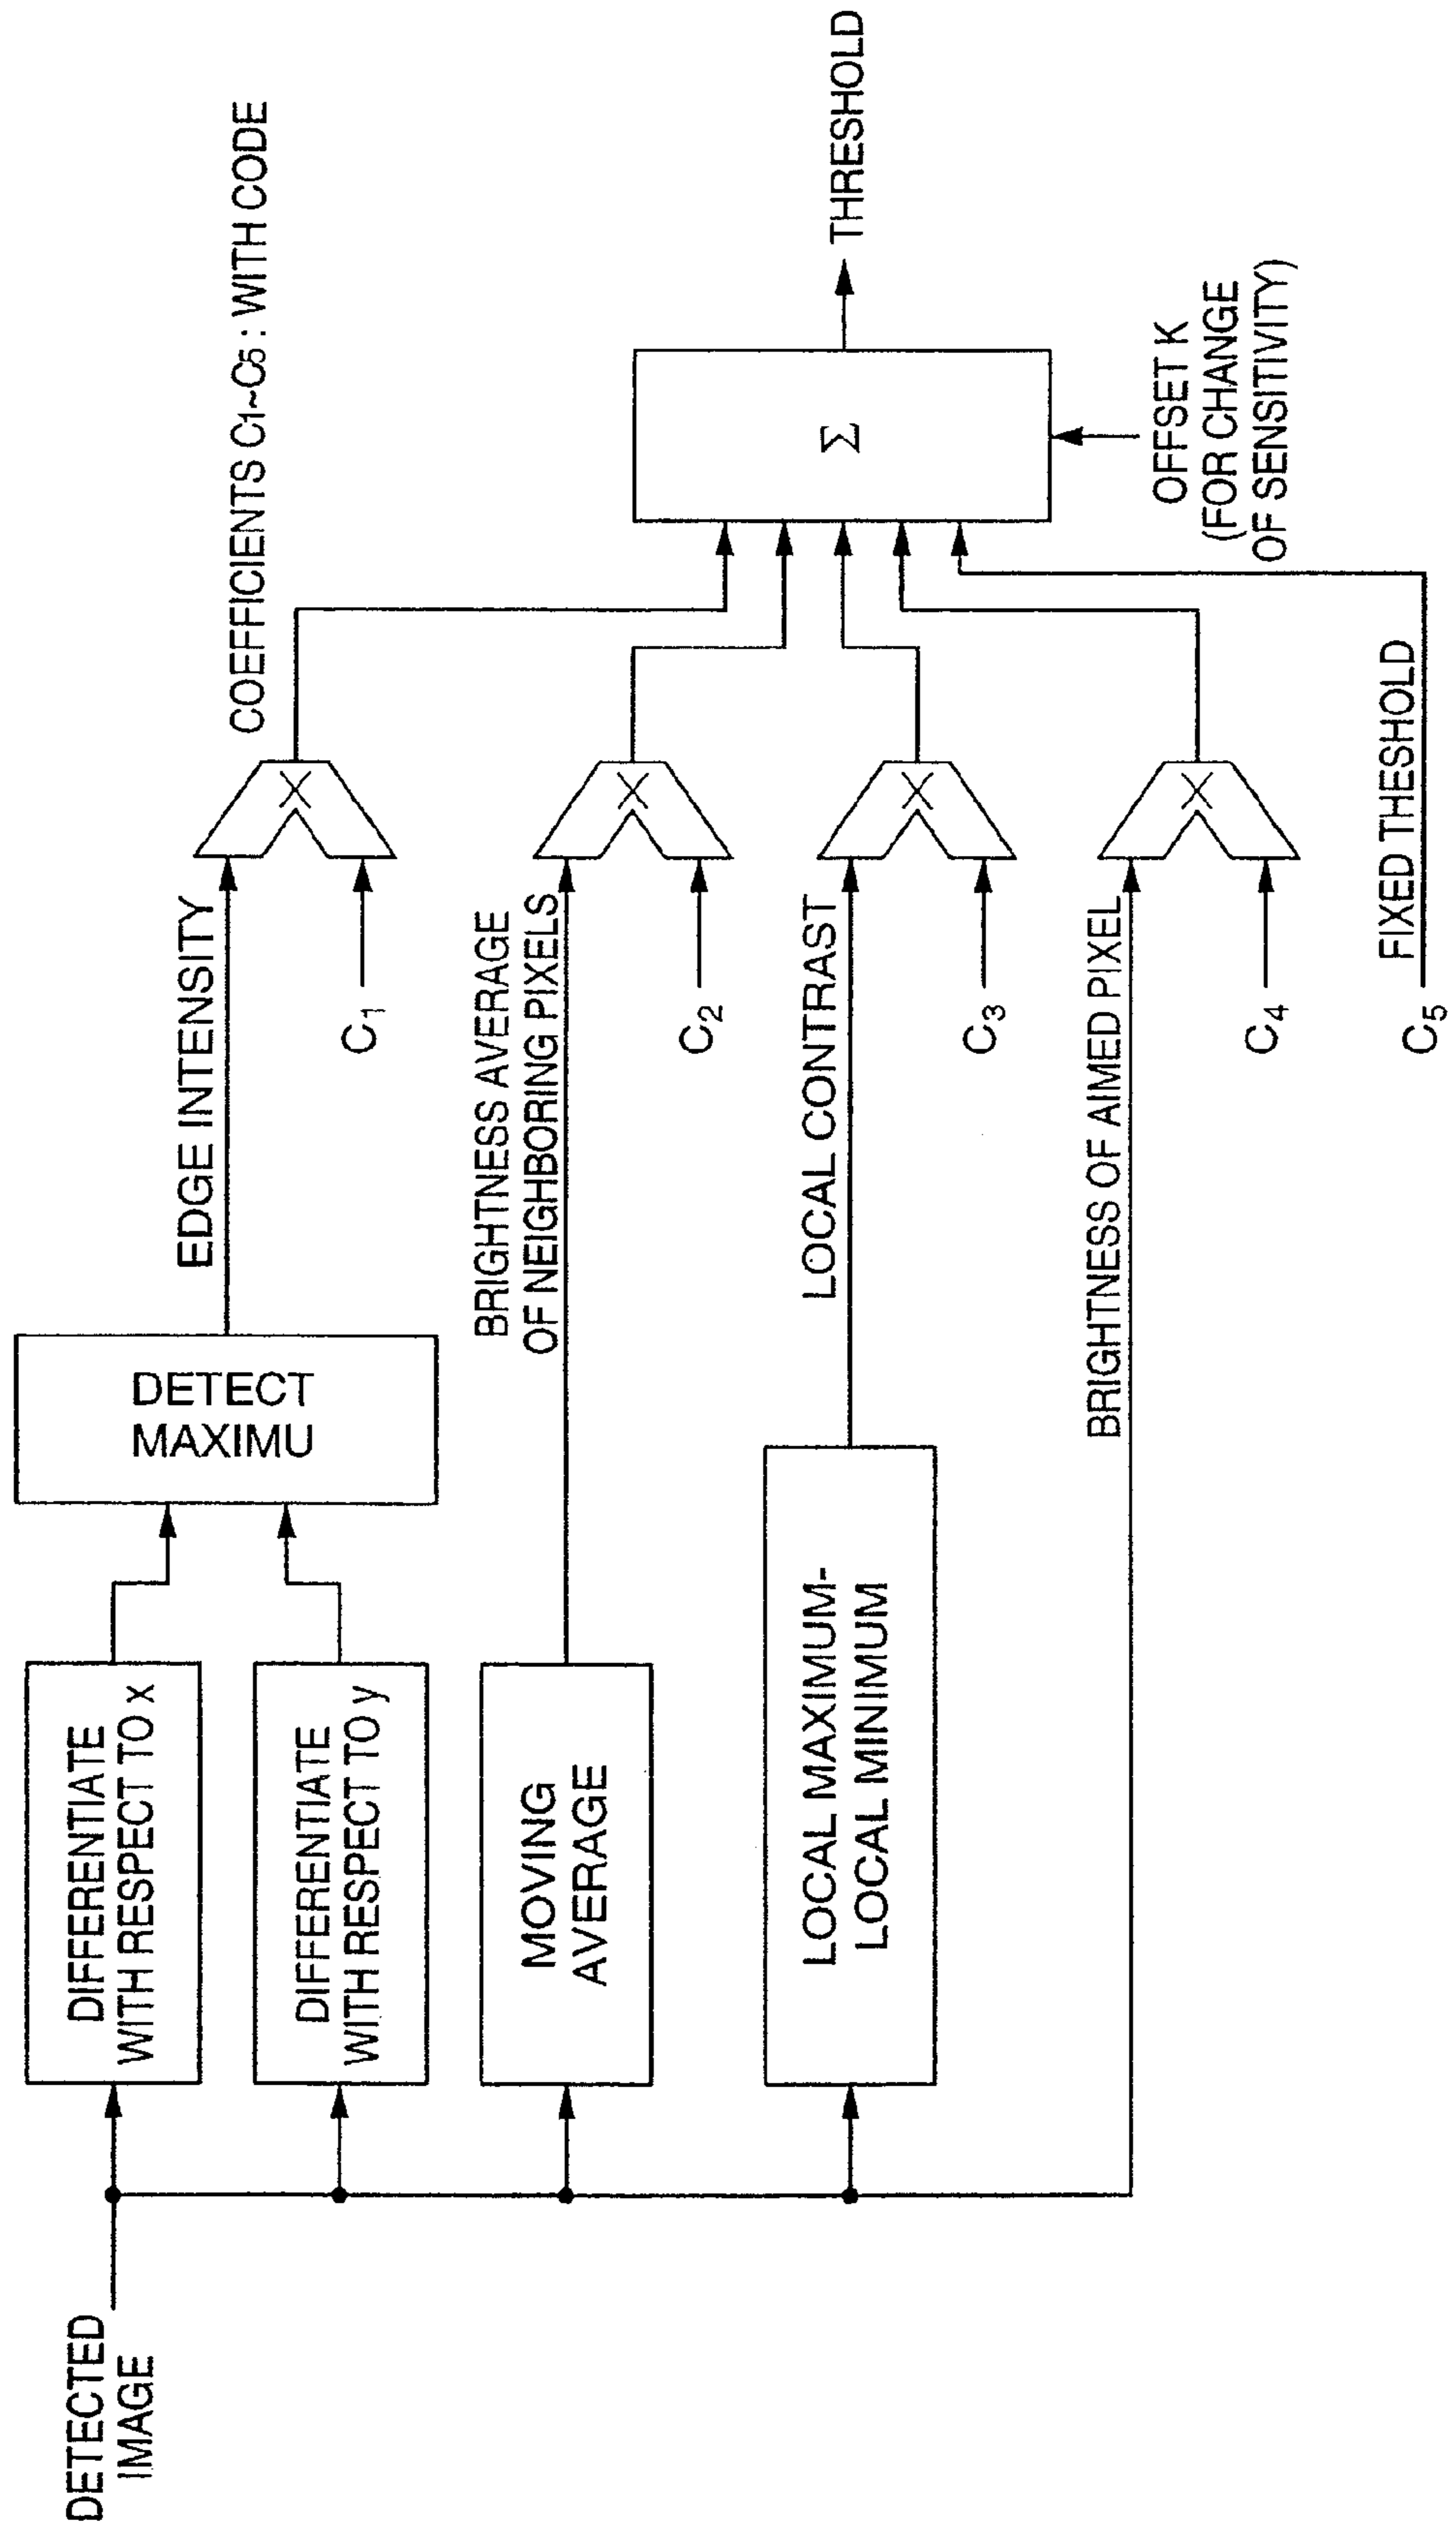 DETECTED
IMAGE
DIFFERENTIATE
WITH RESPECT TO x
DIFFERENTIATE
WITH RESPECT TO y
MOVING
AVERAGE
LOCAL MAXIMUM-
LOCAL MINIMUM
DETECT
MAXIMU
EDGE INTENSITY
BRIGHTNESS AVERAGE
OF NEIGHBORING PIXELS
LOCAL CONTRAST
BRIGHTNESS OF AIMED PIXEL
FIXED THESHOLD
C1
C2
C3
C4
C5
X
X
X
X
COEFFICIENTS C1~C5 : WITH CODE
Σ
OFFSET K
(FOR CHANGE
OF SENSITIVITY)
THRESHOLD